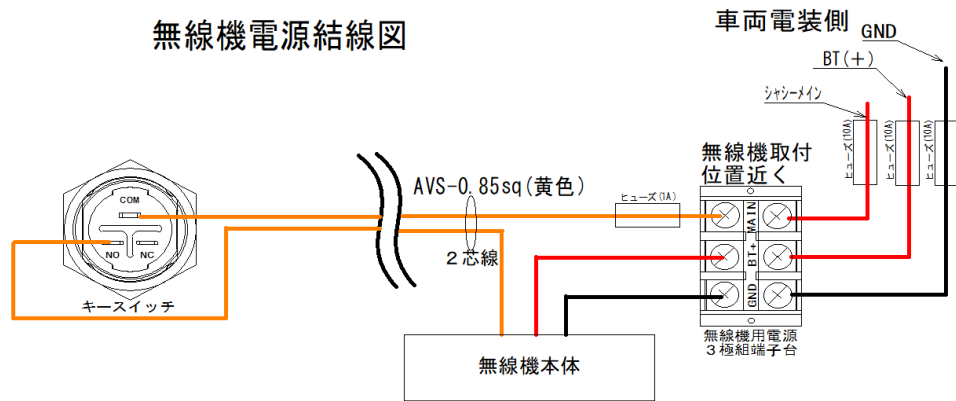 無線機電源結線図
車両電装側
GND
BT(+)
シャシーメイン
ヒューズ(10A)
ヒューズ(10A)
ヒューズ(10A)
無線機取付
位置近く
AVS-0.85sq(黄色)
ヒューズ(1A)
2芯線
COM
NO
NC
キースイッチ
MAIN
BT+
GND
無線機用電源
3極組端子台
無線機本体